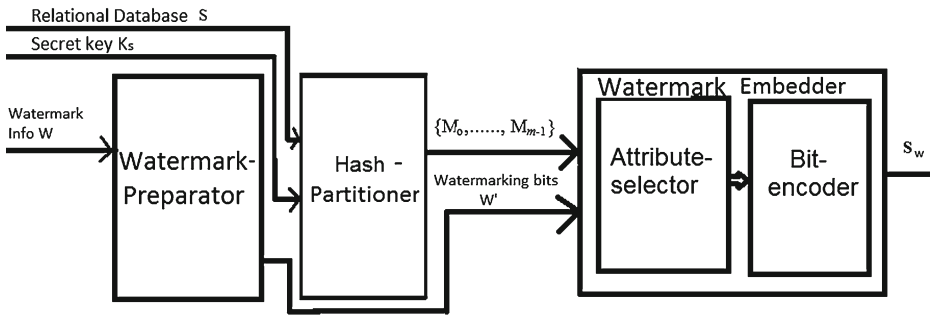 Relational Database S
Secret key Ks
Watermark
Info W
Watermark-
Preparator
Hash -
Partitioner
{Mo,......, Mm-1}
Watermarking bits
W'
Watermark Embedder
Attribute-
selector
Bit-
encoder
Sw